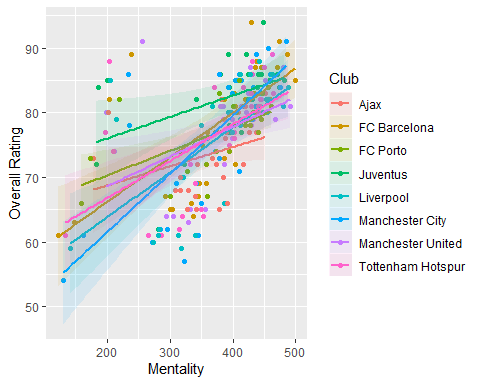 90
80
70
60
50
Overall Rating
200
300
400
500
Mentality
Club
Ajax
FC Barcelona
FC Porto
Juventus
Liverpool
Manchester City
Manchester United
Tottenham Hotspur